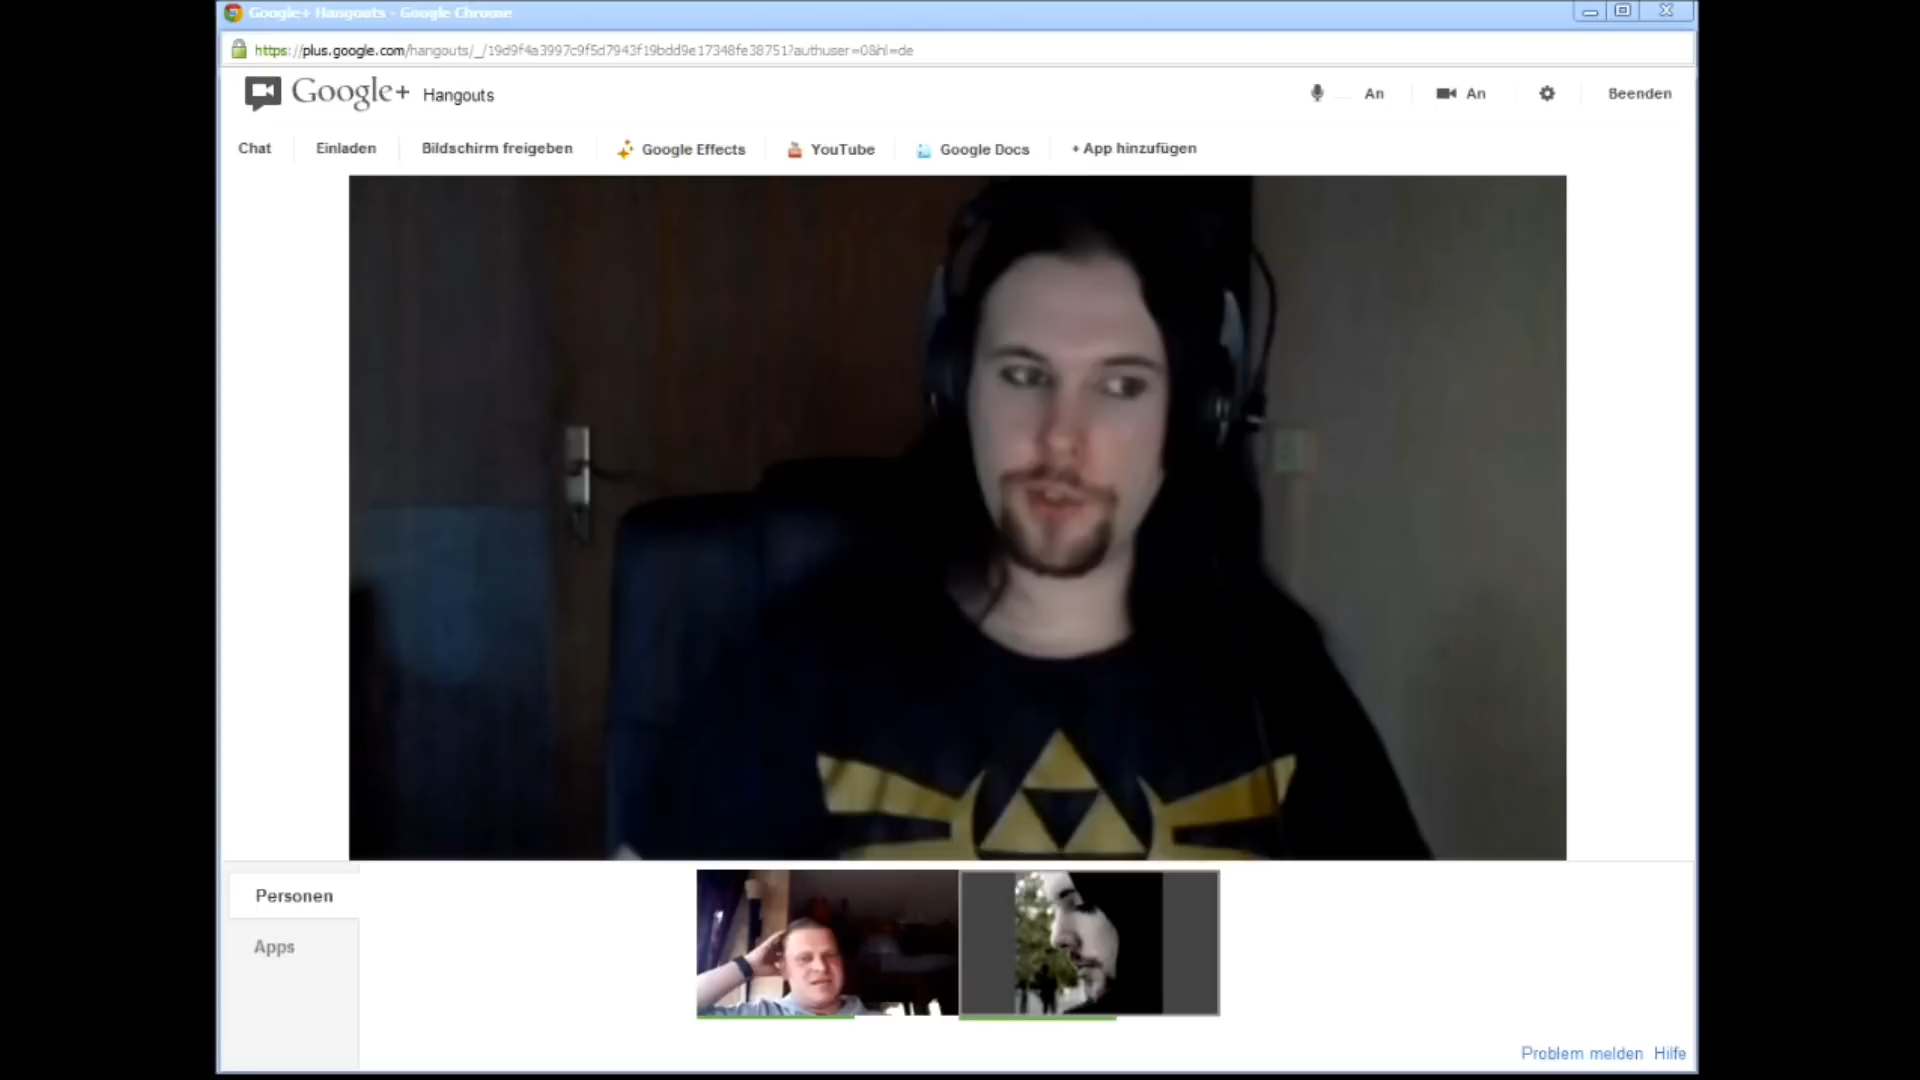 Google+ Hangouts - Google Chrome
https://plus.google.com/hangouts/_/19d9f4a3997c9f5d7943f19bdd9e17348fe38751?authuser=0&hl=de
Google+ Hangouts
An
An
Beenden
Chat
Einladen
Bildschirm freigeben
Google Effects
YouTube
Google Docs
+ App hinzufügen
Personen
Apps
Problem melden
Hilfe